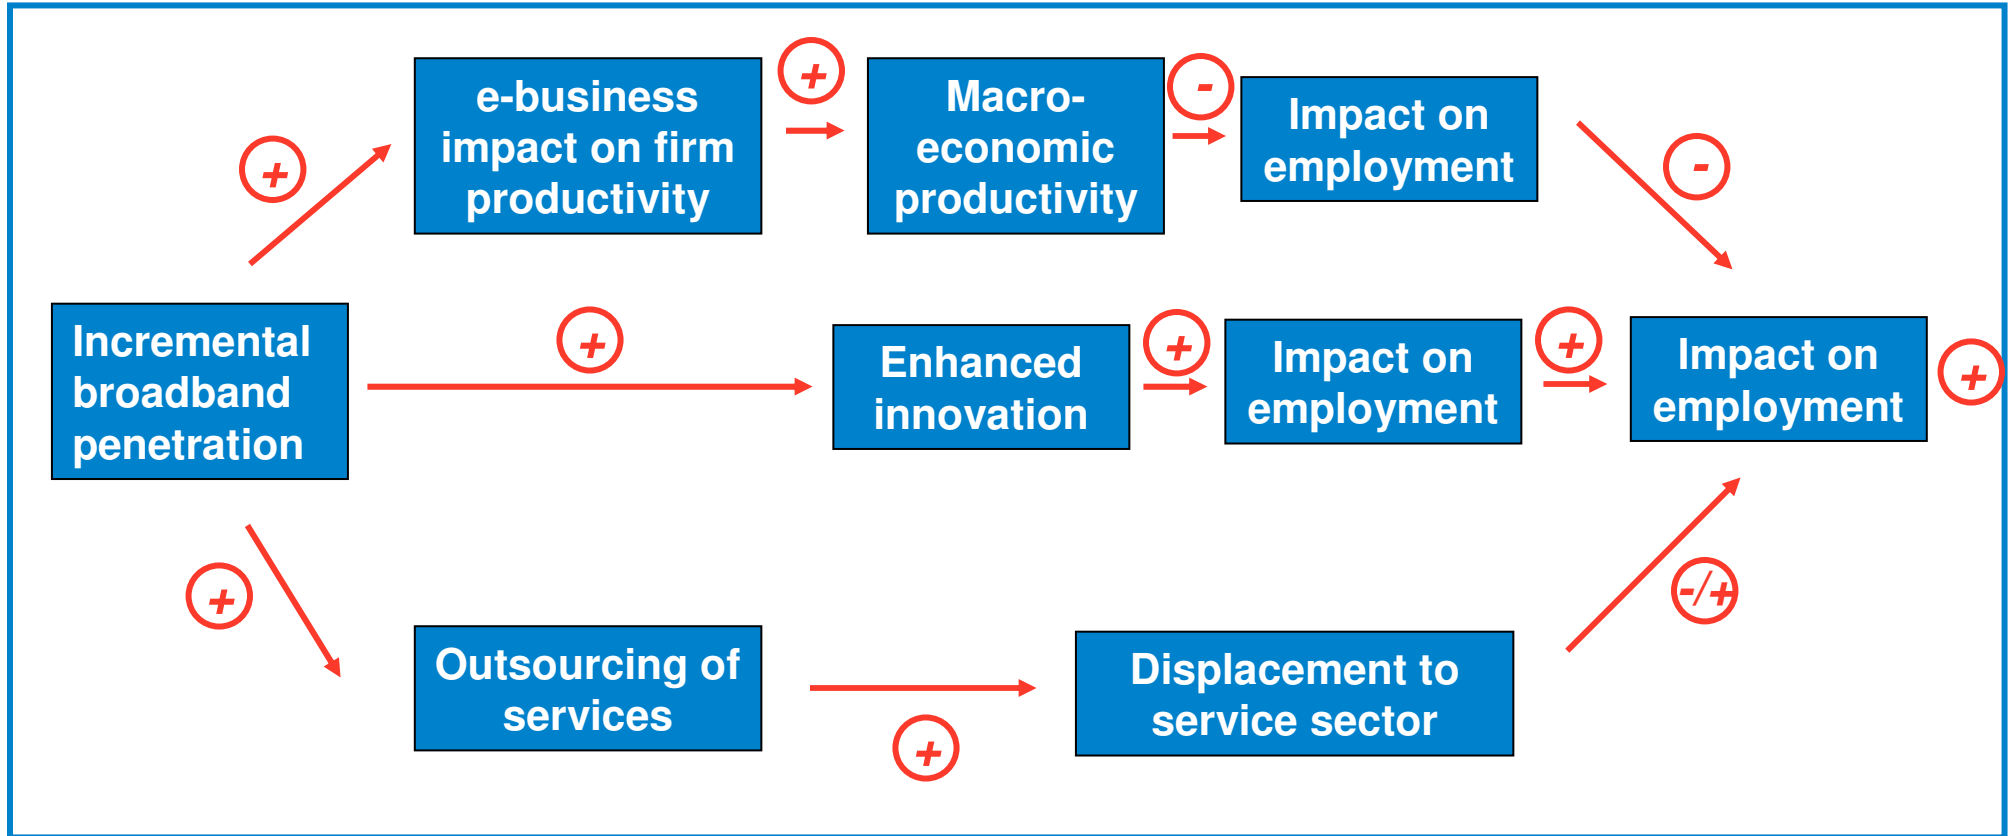 +
e-business
impact on firm
productivity
+
Macro-
economic
productivity
-
Impact on
employment
-
Incremental
broadband
penetration
+
Enhanced
innovation
+
Impact on
employment
+
Impact on
employment
+
+
Outsourcing of
services
+
Displacement to
service sector
-/+